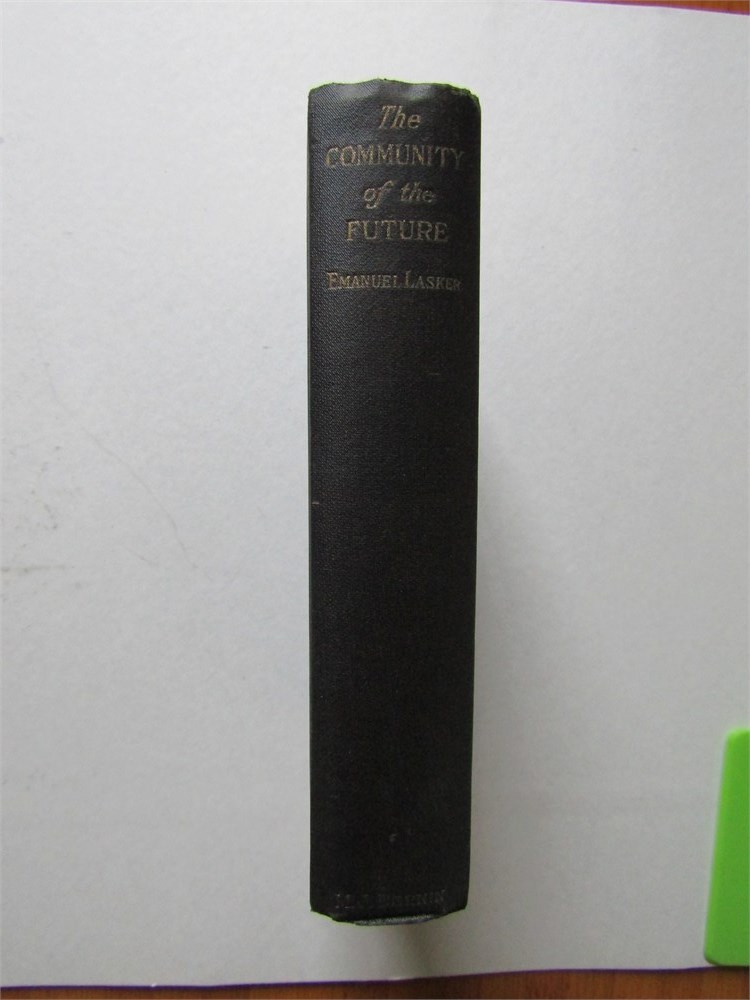 The
COMMUNITY
of the
FUTURE
EMANUEL LASKER